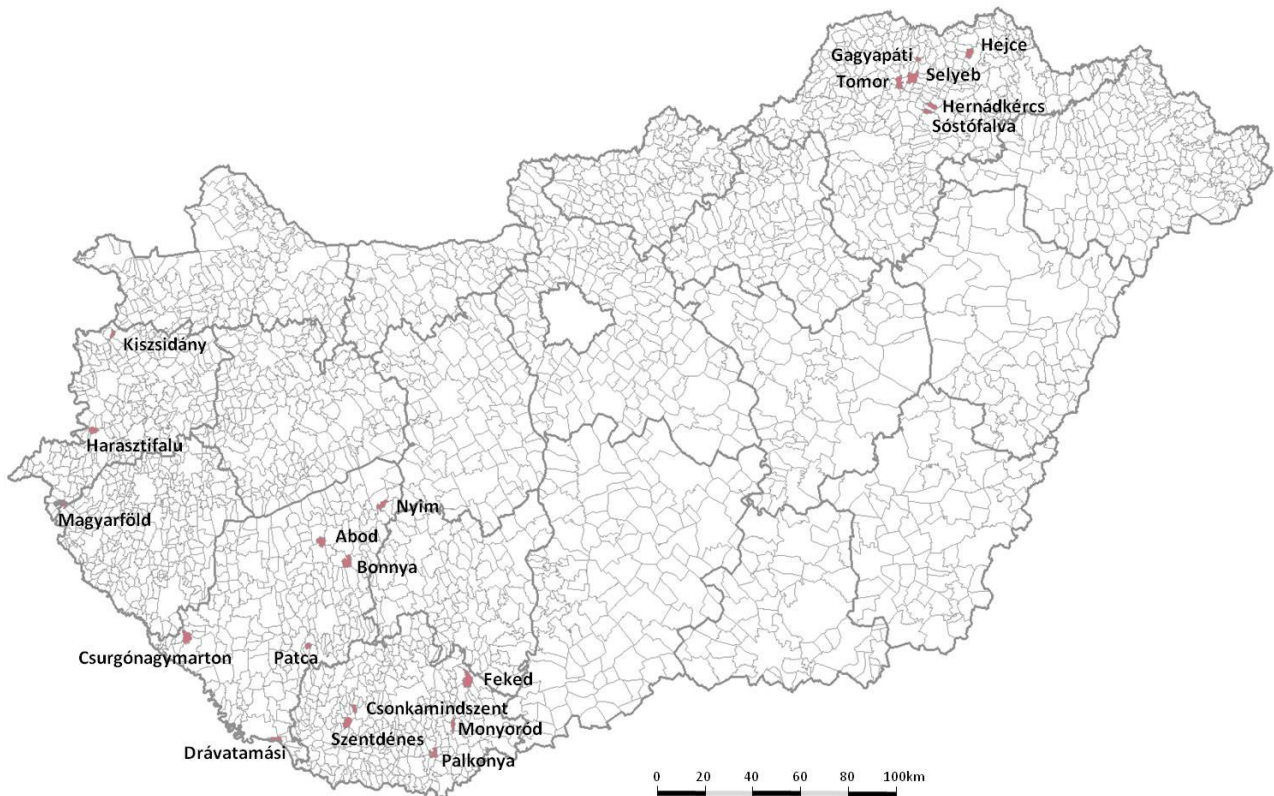 Hejce
Gagyapáti
Selyeb
Tomor
Hernádkércs
Sóstófalva
Kiszsidány
Harasztifalu
Magyarföld
Nyim
Abod
Bonnya
Csurgónagymarton
Patca
Feked
Csonkamindszent
Monyoród
Szentdénes
Drávatamási
Palkonya
0 20 40 60 80 100km